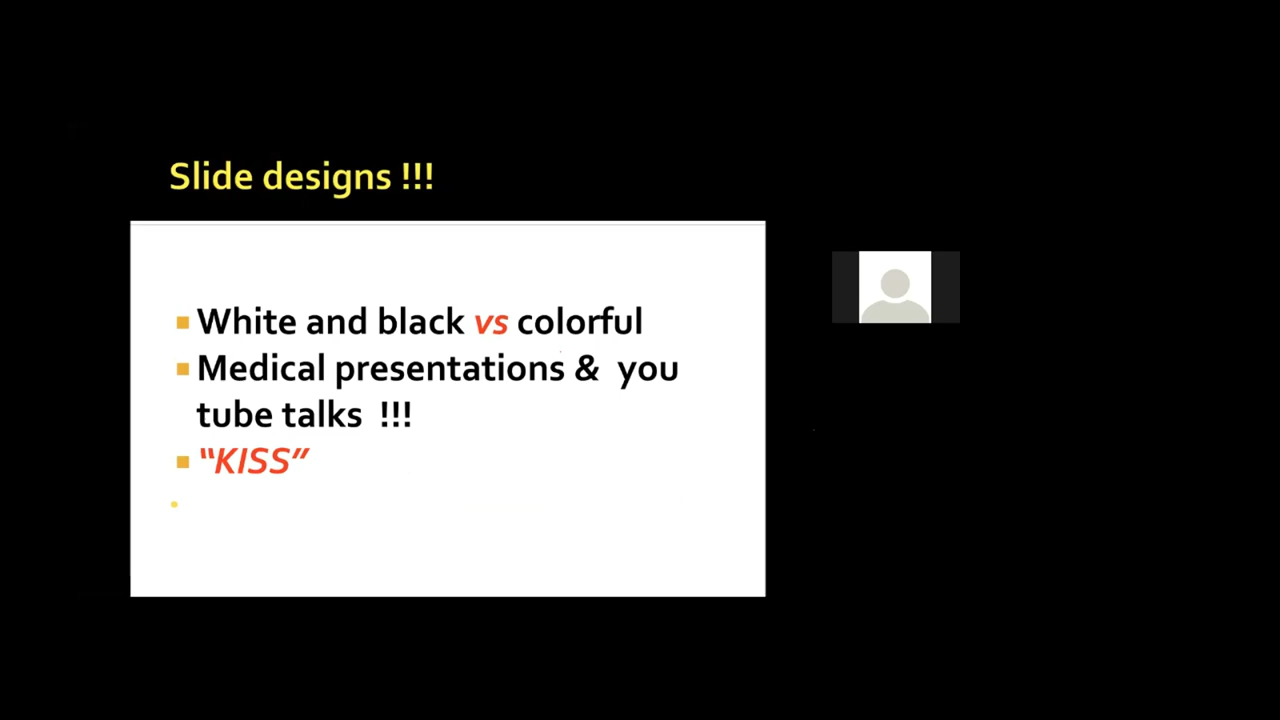 Slide designs !!!
White and black vs colorful
Medical presentations & you
tube talks !!!
“KISS”